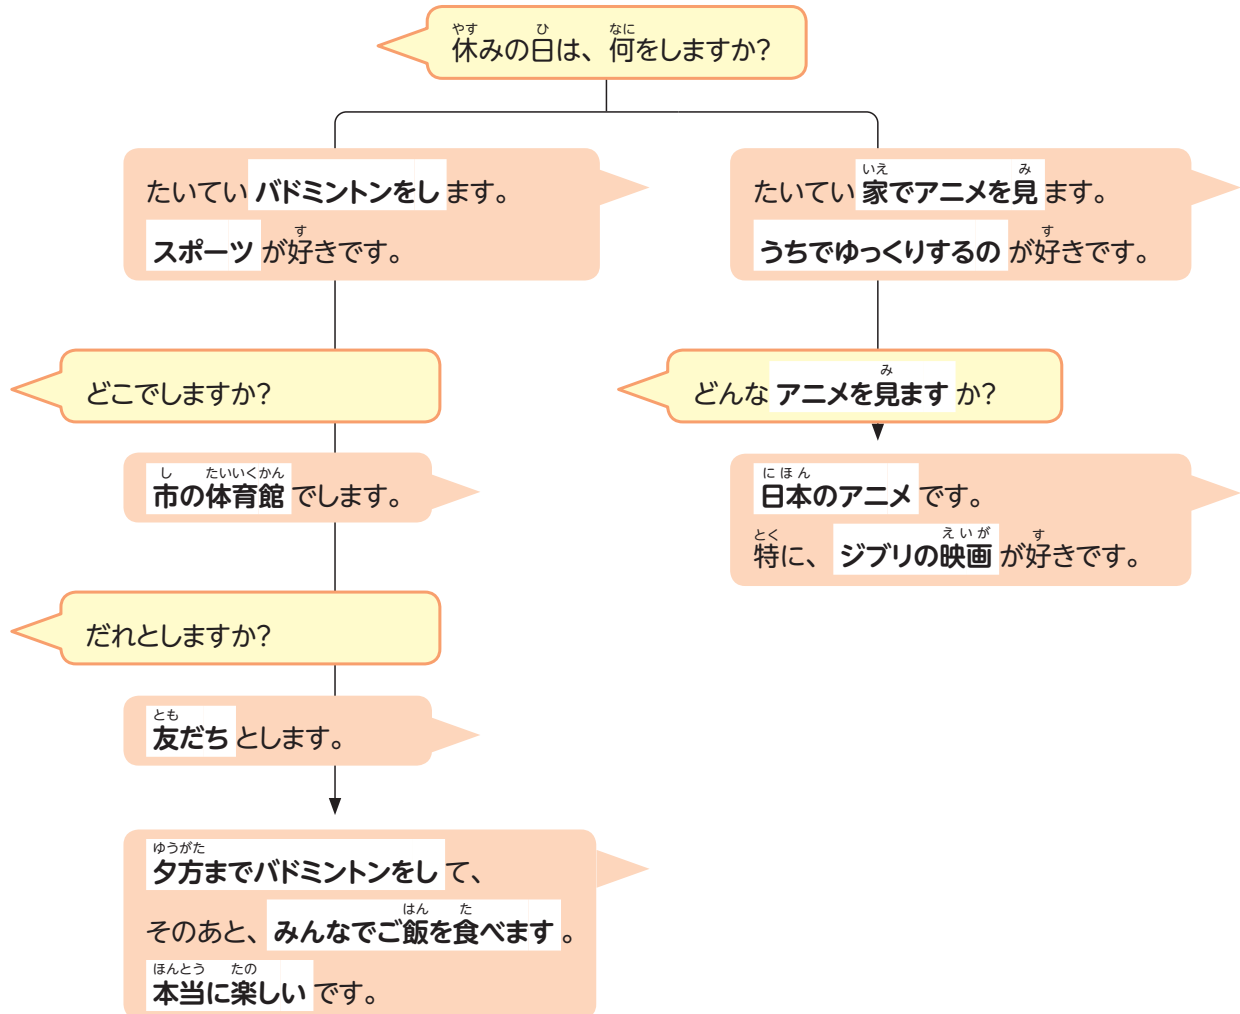 休みの日は、何をしますか?
たいていバドミントンをします。
スポーツが好きです。
どこでしますか?
市の体育館でします。
だれとしますか?
友だちとします。
夕方までバドミントンをして、
そのあと、みんなでご飯を食べます。
本当に楽しいです。
たいてい家でアニメを見ます。
うちでゆっくりするのが好きです。
どんなアニメを見ますか?
日本のアニメです。
特に、ジブリの映画が好きです。